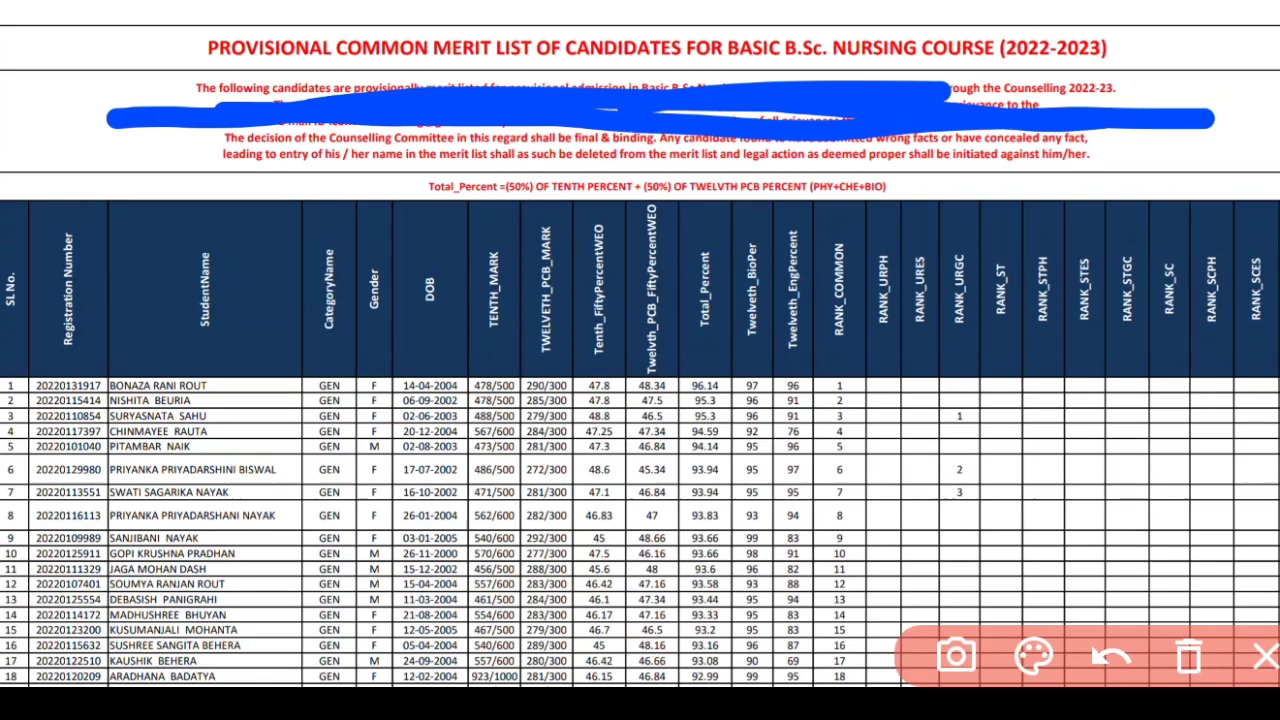 PROVISIONAL COMMON MERIT LIST OF CANDIDATES FOR BASIC B.Sc. NURSING COURSE (2022-2023)
The following candidates are provisionally merit listed for provisional admission in Basic B.Sc rough the Counselling 2022-23.
to the
The decision of the Counselling Committee in this regard shall be final & binding. Any candidate found to have submitted wrong facts or have concealed any fact,
leading to entry of his / her name in the merit list shall as such be deleted from the merit list and legal action as deemed proper shall be initiated against him/her.
Total_Percent =(50%) OF TENTH PERCENT + (50%) OF TWELVTH PCB PERCENT (PHY+CHE+BIO)
SL No. Registration Number StudentName CategoryName Gender DOB TENTH_MARK TWELVETH_PCB_MARK Tenth_FiftyPercentWEO Twelvth_PCB_FiftyPercentWEO Total_Percent Twelveth_BioPer Twelveth_EngPercent RANK_COMMON RANK_URPH RANK_URES RANK_URGC RANK_ST RANK_STPH RANK_STES RANK_STGC RANK_SC RANK_SCPH RANK_SCES
1 20220131917 BONAZA RANI ROUT GEN F 14-04-2004 478/500 290/300 47.8 48.34 96.14 97 96 1
2 20220115414 NISHITA BEURIA GEN F 06-09-2002 478/500 285/300 47.8 47.5 95.3 96 91 2
3 20220110854 SURYASNATA SAHU GEN F 02-06-2003 488/500 279/300 48.8 46.5 95.3 96 91 3 1
4 20220117397 CHINMAYEE RAUTA GEN F 20-12-2004 567/600 284/300 47.25 47.34 94.59 92 76 4
5 20220101040 PITAMBAR NAIK GEN M 02-08-2003 473/500 281/300 47.3 46.84 94.14 95 96 5
6 20220129980 PRIYANKA PRIYADARSHINI BISWAL GEN F 17-07-2002 486/500 272/300 48.6 45.34 93.94 95 97 6 2
7 20220113551 SWATI SAGARIKA NAYAK GEN F 16-10-2002 471/500 281/300 47.1 46.84 93.94 95 95 7 3
8 20220116113 PRIYANKA PRIYADARSHANI NAYAK GEN F 26-01-2004 562/600 282/300 46.83 47 93.83 93 94 8
9 20220109989 SANJIBANI NAYAK GEN F 03-01-2005 540/600 292/300 45 48.66 93.66 99 83 9
10 20220125911 GOPI KRUSHNA PRADHAN GEN M 26-11-2000 570/600 277/300 47.5 46.16 93.66 98 91 10
11 20220111329 JAGA MOHAN DASH GEN M 15-12-2002 456/500 288/300 45.6 48 93.6 96 82 11
12 20220107401 SOUMYA RANJAN ROUT GEN M 15-04-2004 557/600 283/300 46.42 47.16 93.58 93 88 12
13 20220125554 DEBASISH PANIGRAHI GEN M 11-03-2004 461/500 284/300 46.1 47.34 93.44 95 94 13
14 20220114172 MADHUSHREE BHUYAN GEN F 21-08-2004 554/600 283/300 46.17 47.16 93.33 95 83 14
15 20220123200 KUSUMANJALI MOHANTA GEN F 12-05-2005 467/500 279/300 46.7 46.5 93.2 95 83 15
16 20220115632 SUSHREE SANGITA BEHERA GEN F 05-04-2004 540/600 289/300 45 48.16 93.16 96 87 16
17 20220122510 KAUSHIK BEHERA GEN M 24-09-2004 557/600 280/300 46.42 46.66 93.08 90 69 17
18 20220120209 ARADHANA BADATYA GEN F 12-02-2004 923/1000 281/300 46.15 46.84 92.99 99 95 18